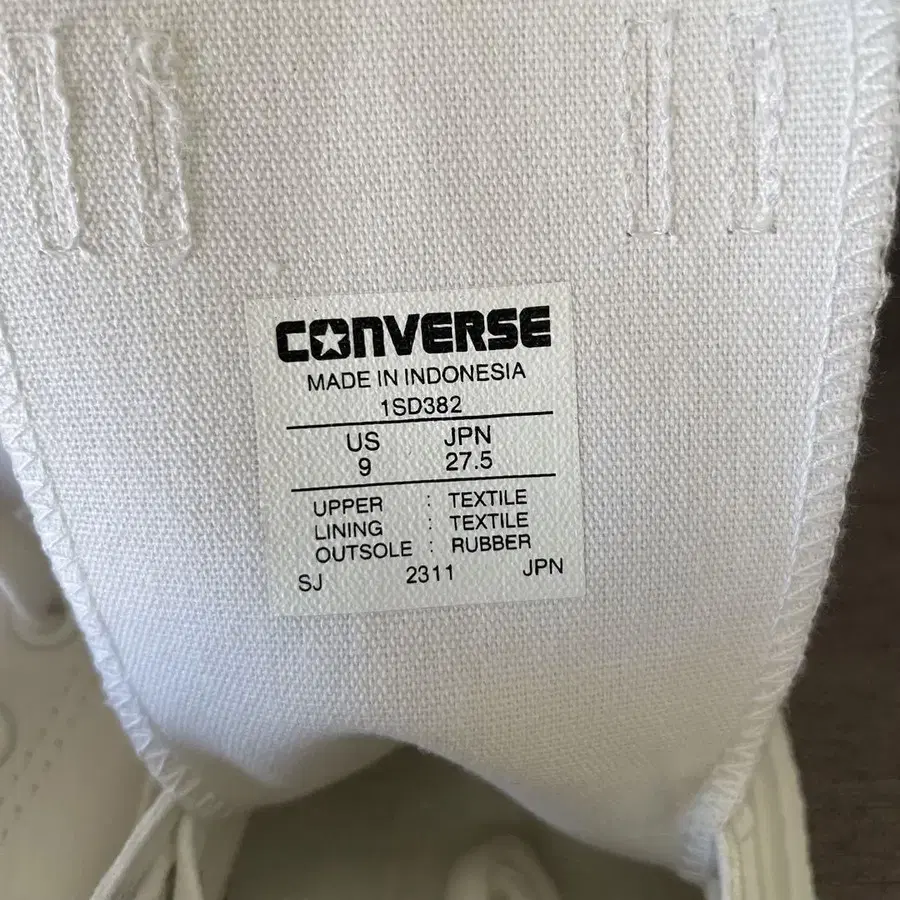 CONVERSE
MADE IN INDONESIA
1SD382
US JPN
9 27.5
UPPER : TEXTILE
LINING : TEXTILE
OUTSOLE : RUBBER
SJ 2311 JPN